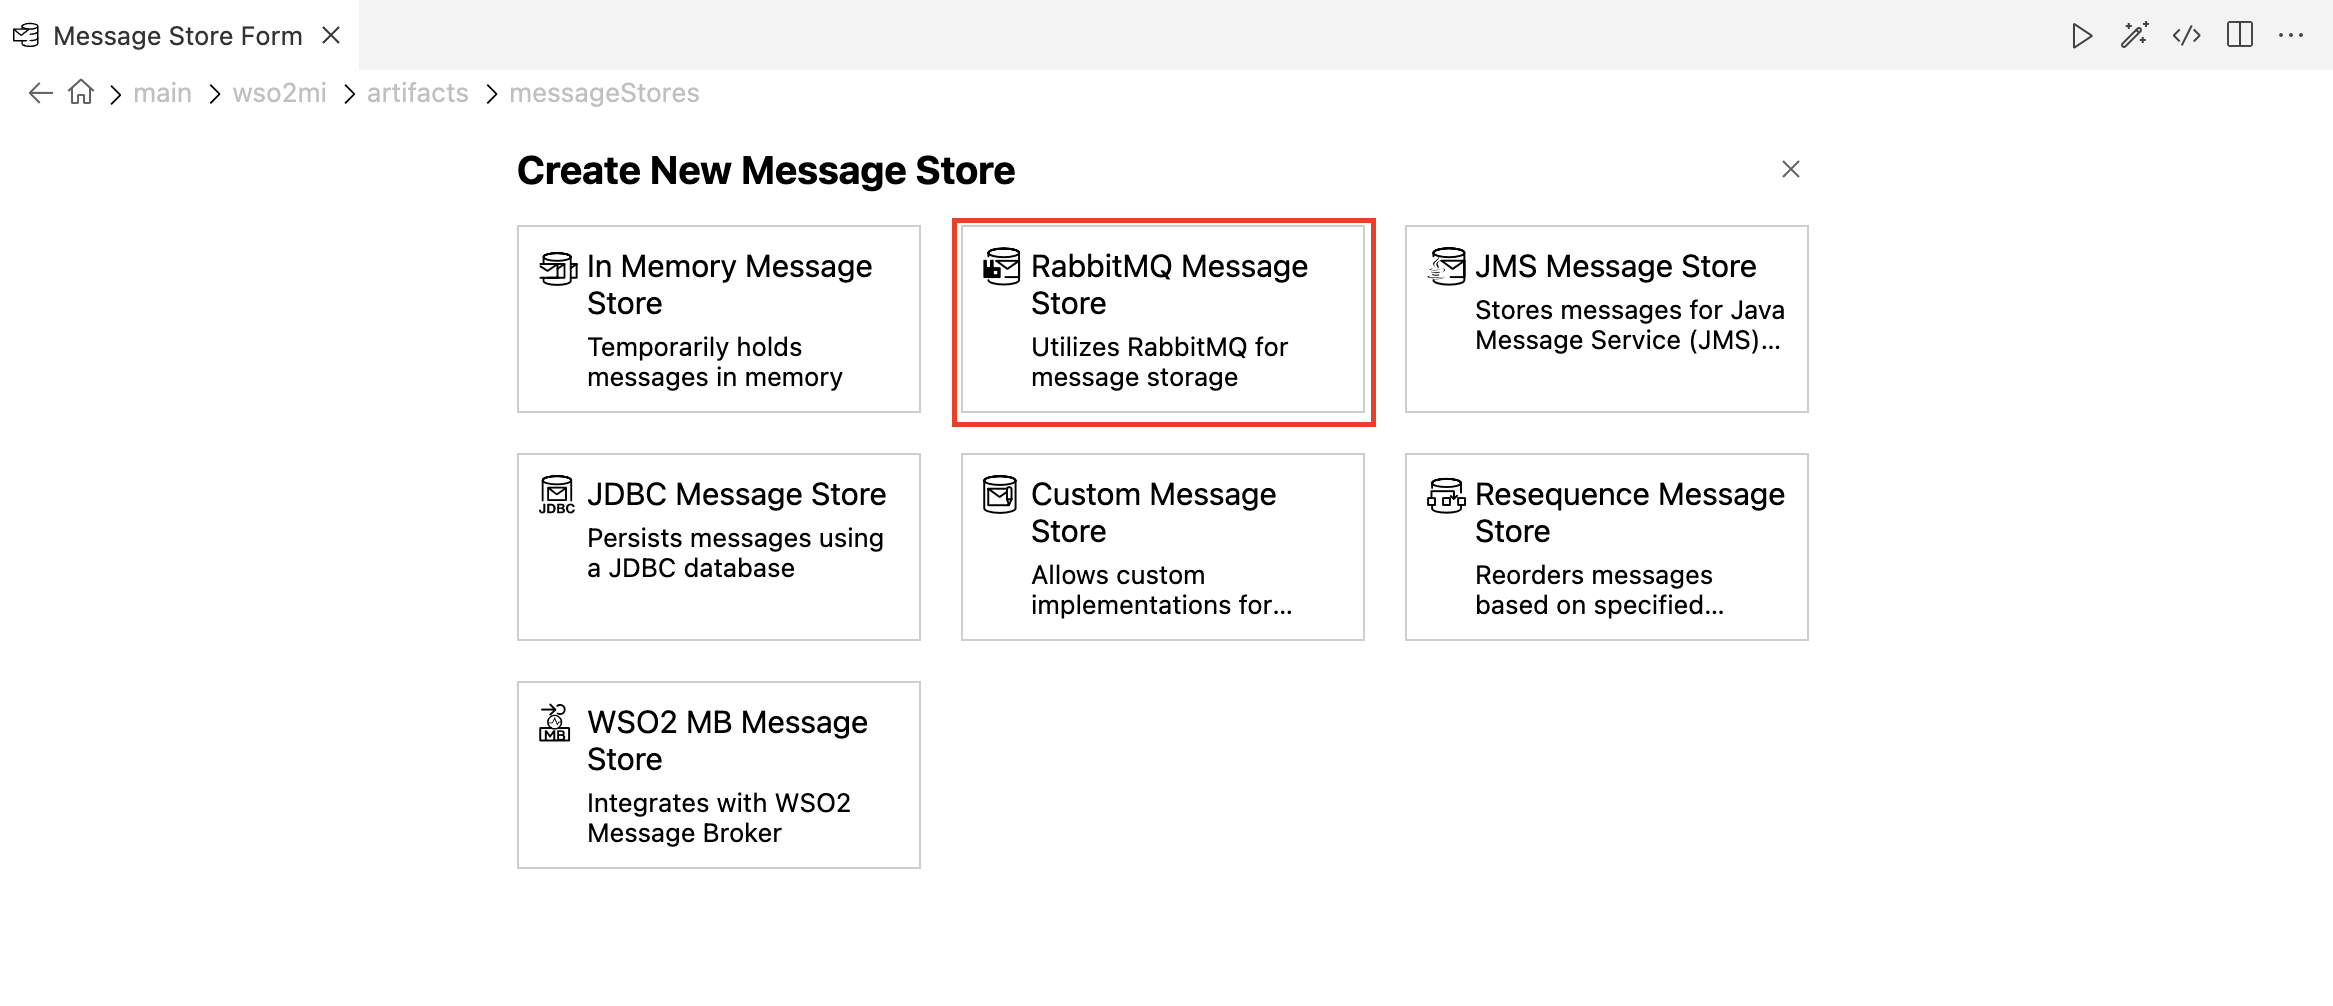 Message Store Form
main wso2mi artifacts messageStores
Create New Message Store
In Memory Message
Store
Temporarily holds
messages in memory
RabbitMQ Message
Store
Utilizes RabbitMQ for
message storage
JMS Message Store
Stores messages for Java
Message Service (JMS)...
JDBC
JDBC Message Store
Persists messages using
a JDBC database
Custom Message
Store
Allows custom
implementations for...
Resequence Message
Store
Reorders messages
based on specified...
MB
WSO2 MB Message
Store
Integrates with WSO2
Message Broker